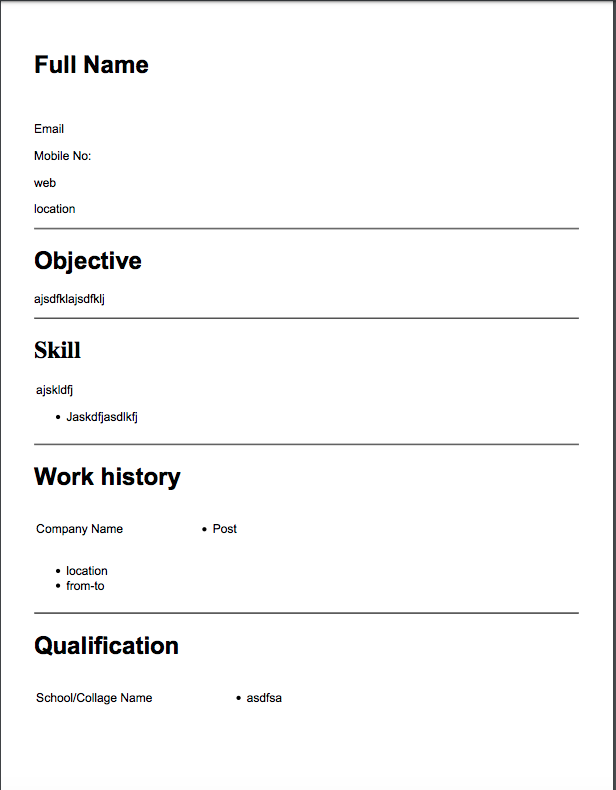 Full Name
Email
Mobile No:
web
location
Objective
ajsdfklajsdfklj
Skill
ajskldfj
• Jaskdfjasdlkfj
Work history
Company Name • Post
• location
• from-to
Qualification
School/Collage Name • asdfsa